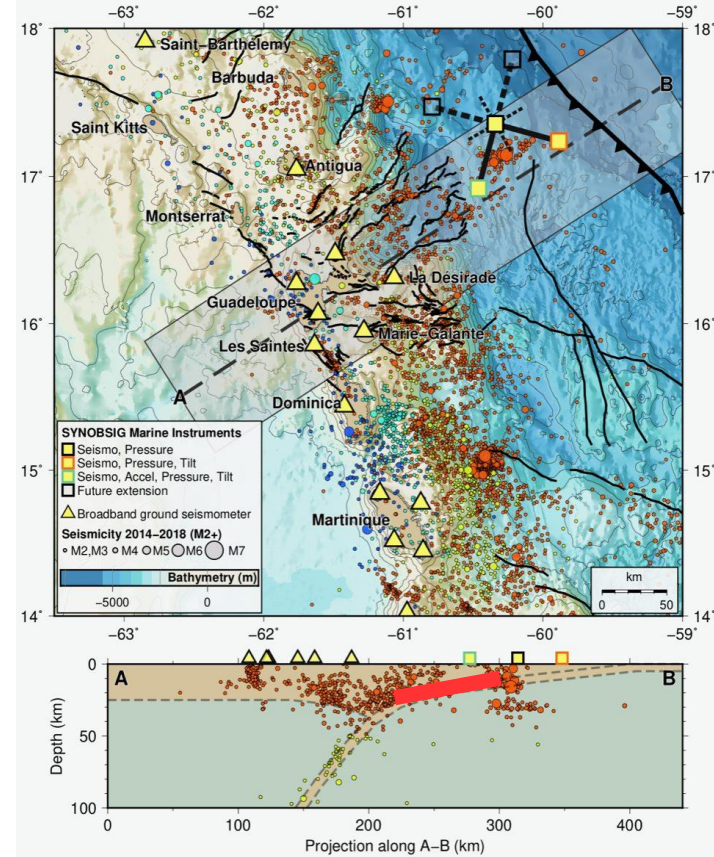 -63° -62° -61° -60° -59°
18° 18°
Saint-Barthelemy
Barbuda
B
Saint Kitts
Antigua
17° 17°
Montserrat
La Désirade
Guadeloupe
16° 16°
Marie-Galante
Les Saintes
A
Dominica
SYNOBSIG Marine Instruments
Seismo, Pressure
Seismo, Pressure, Tilt
Seismo, Accel, Pressure, Tilt
Future extension
15° 15°
Broadband ground seismometer
Martinique
Seismicity 2014-2018 (M2+)
M2,M3 M4 M5 M6 M7
Bathymetry (m)
-5000 0
km
0 50
14° 14°
-63° -62° -61° -60° -59°
A B
0
50
100
Depth (km)
0 100 200 300 400
Projection along A-B (km)